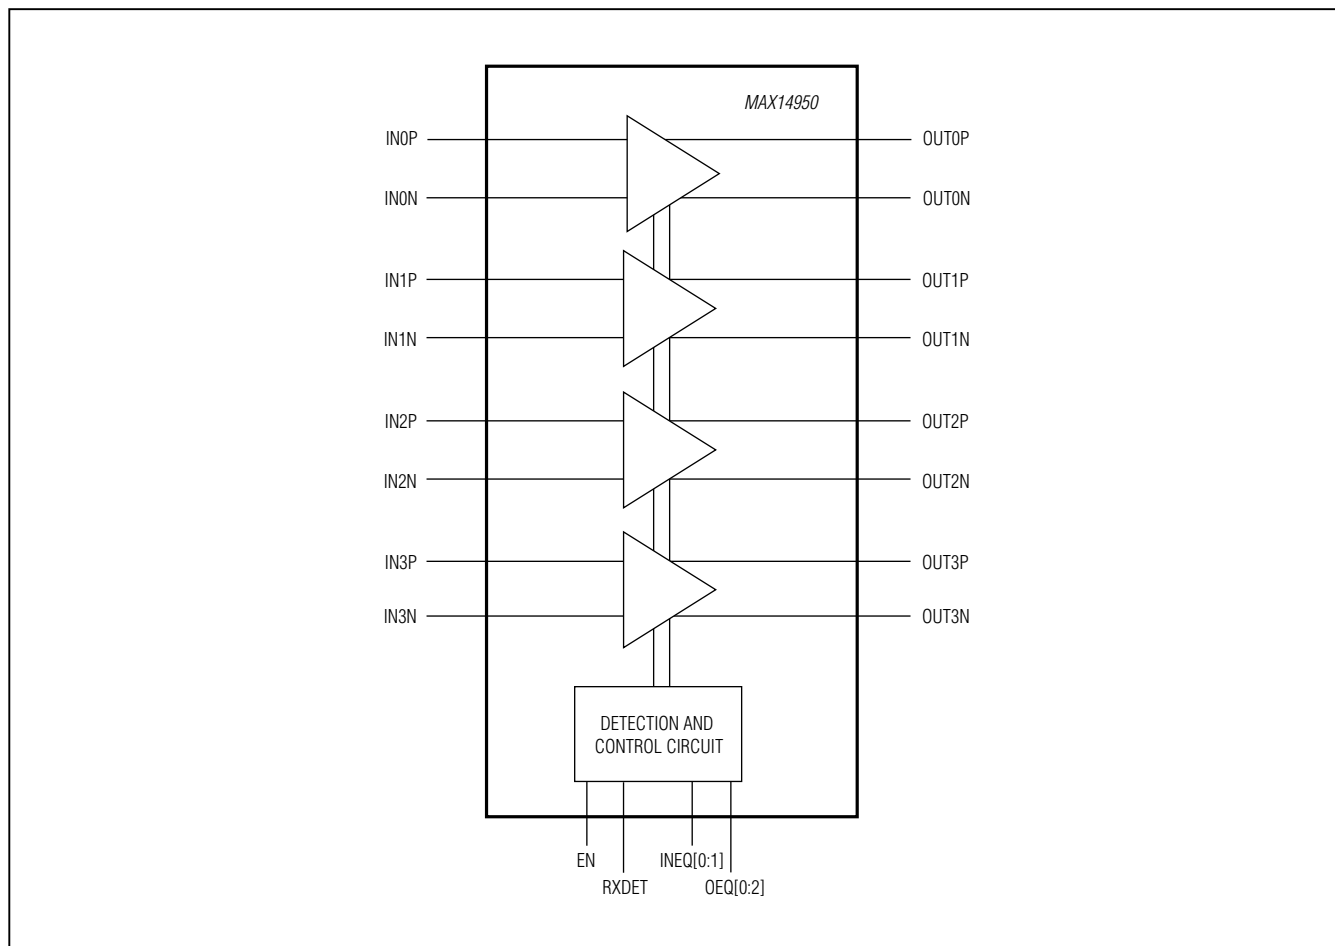 MAX14950
IN0P
OUT0P
IN0N
OUT0N
IN1P
OUT1P
IN1N
OUT1N
IN2P
OUT2P
IN2N
OUT2N
IN3P
OUT3P
IN3N
OUT3N
DETECTION AND
CONTROL CIRCUIT
EN
INEQ[0:1]
RXDET
OEQ[0:2]